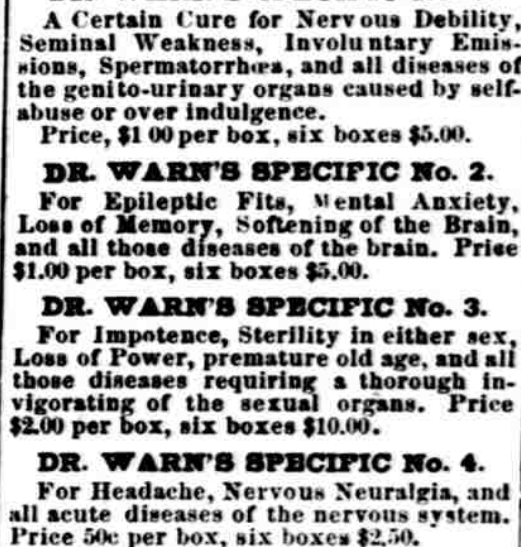 A Certain Cure for Nervous Debility,
Seminal Weakness, Involuntary Emis-
sions, Spermatorrhœa, and all diseases of
the genito-urinary organs caused by self-
abuse or over indulgence.
Price, $1 00 per box, six boxes $5.00.
DR. WARN'S SPECIFIC No. 2.
For Epileptic Fits, Mental Anxiety,
Loss of Memory, Softening of the Brain,
and all those diseases of the brain. Price
$1.00 per box, six boxes $5.00.
DR. WARN'S SPECIFIC No. 3.
For Impotence, Sterility in either sex,
Loss of Power, premature old age, and all
those diseases requiring a thorough in-
vigorating of the sexual organs. Price
$2.00 per box, six boxes $10.00.
DR. WARN'S SPECIFIC No. 4.
For Headache, Nervous Neuralgia, and
all acute diseases of the nervous system.
Price 50c per box, six boxes $2.50.